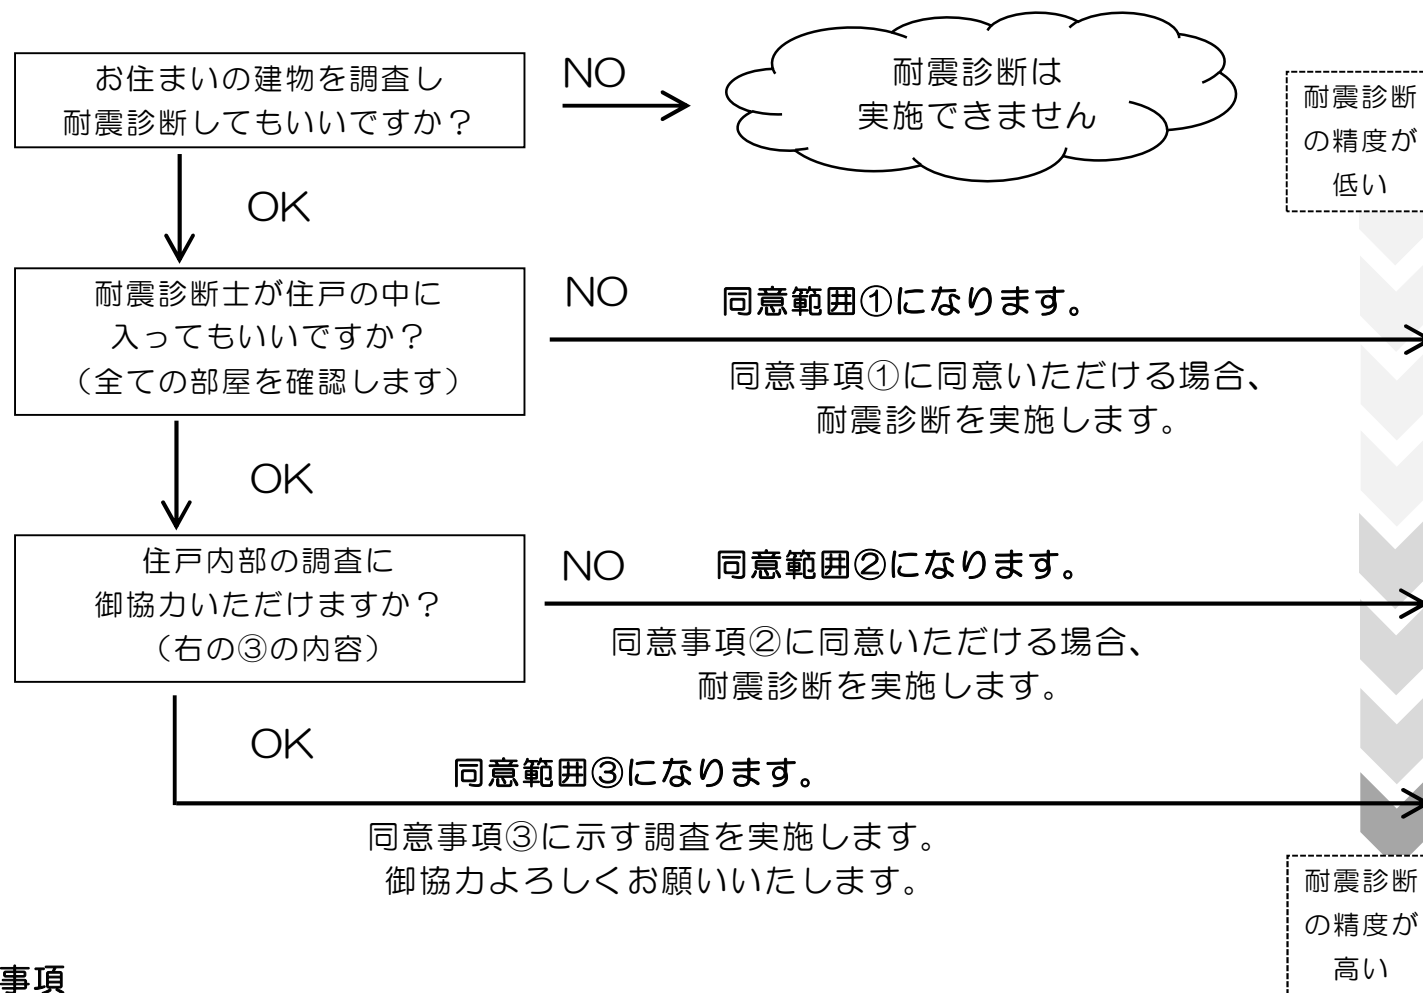 お住まいの建物を調査し
耐震診断してもいいですか？
NO
耐震診断は
実施できません
耐震診断
の精度が
低い
OK
耐震診断士が住戸の中に
入ってもいいですか？
（全ての部屋を確認します）
NO
同意範囲①になります。
同意事項①に同意いただける場合、
耐震診断を実施します。
OK
住戸内部の調査に
御協力いただけますか？
（右の③の内容）
NO
同意範囲②になります。
同意事項②に同意いただける場合、
耐震診断を実施します。
OK
同意範囲③になります。
同意事項③に示す調査を実施します。
御協力よろしくお願いいたします。
耐震診断
の精度が
高い
事項